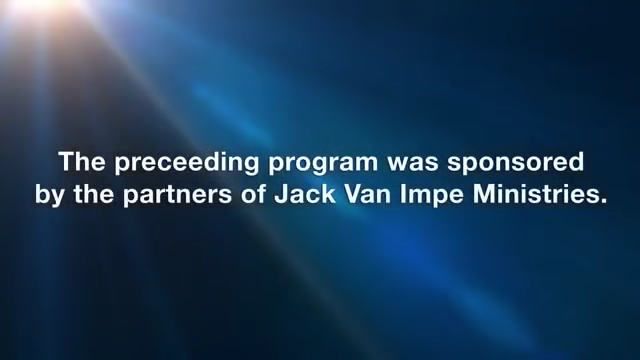 The preceeding program was sponsored
by the partners of Jack Van Impe Ministries.